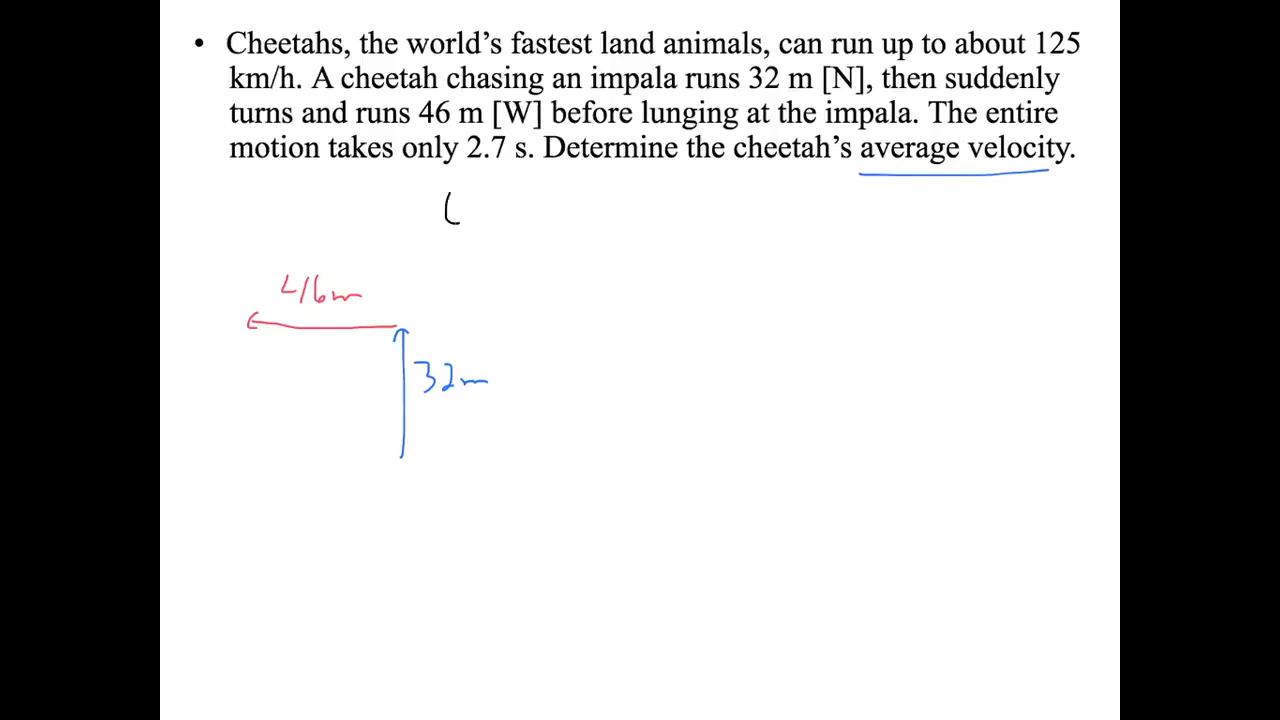 • Cheetahs, the world's fastest land animals, can run up to about 125
km/h. A cheetah chasing an impala runs 32 m [N], then suddenly
turns and runs 46 m [W] before lunging at the impala. The entire
motion takes only 2.7 s. Determine the cheetah's average velocity.
(
46m
32m